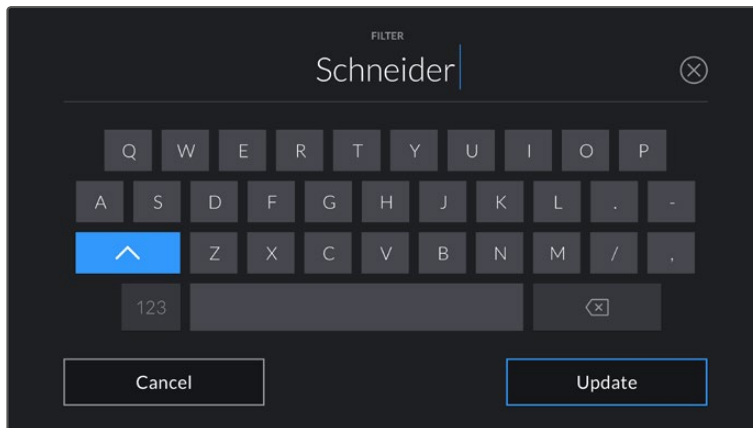 FILTER
Schneider
Q W E R T Y U I O P
A S D F G H J K L . -
Z X C V B N M / ,
123
Cancel Update